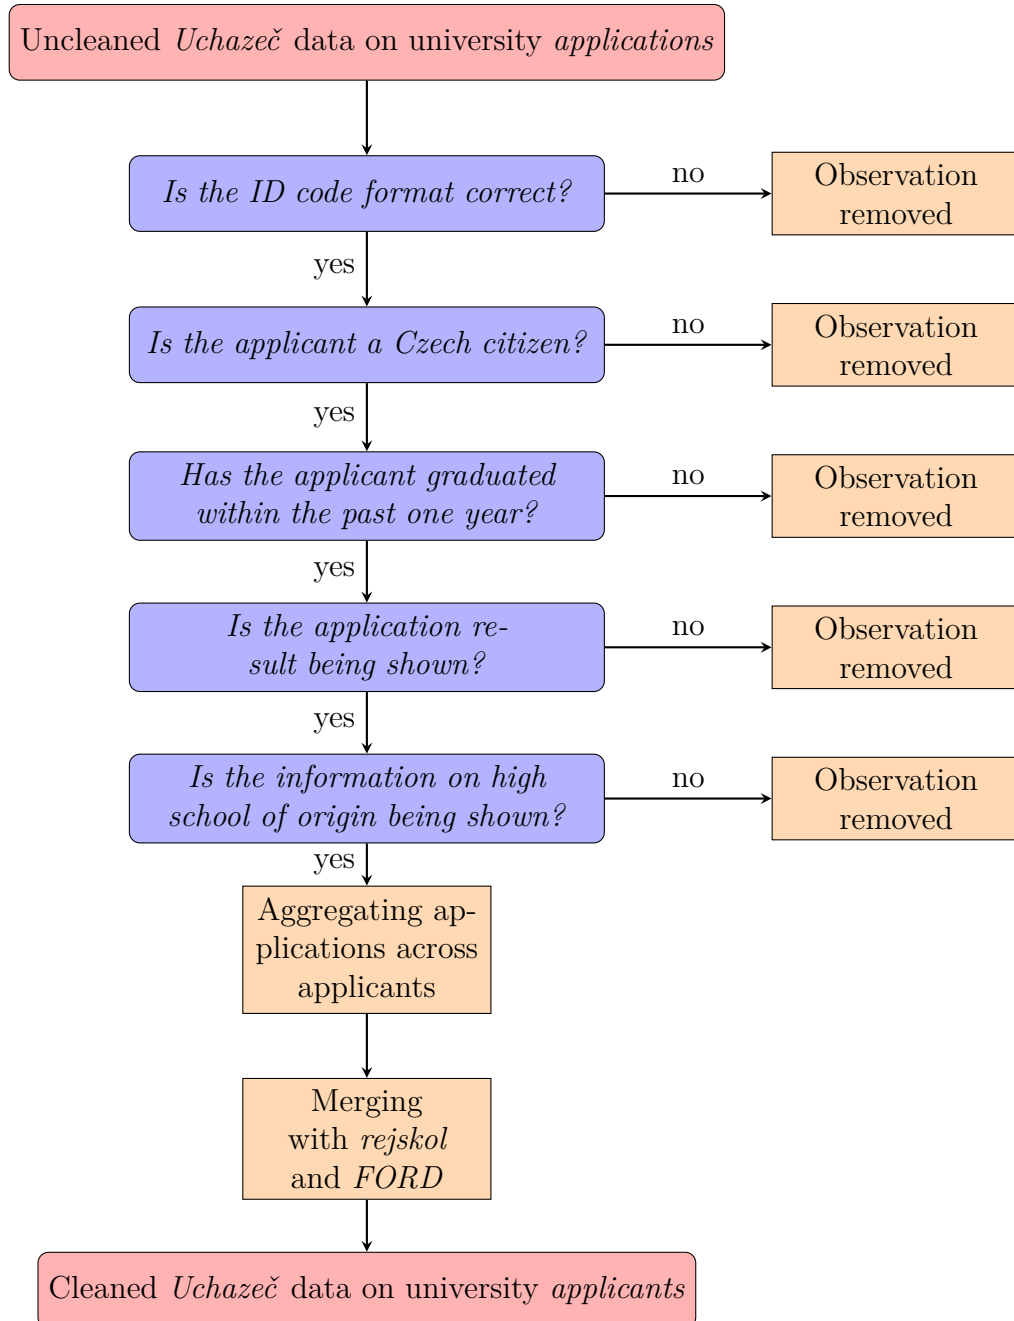 Uncleaned Uchazeč data on university applications
Is the ID code format correct?
no
Observation
removed
yes
Is the applicant a Czech citizen?
no
Observation
removed
yes
Has the applicant graduated
within the past one year?
no
Observation
removed
yes
Is the application re-
sult being shown?
no
Observation
removed
yes
Is the information on high
school of origin being shown?
no
Observation
removed
yes
Aggregating ap-
plications across
applicants
Merging
with rejskol
and FORD
Cleaned Uchazeč data on university applicants